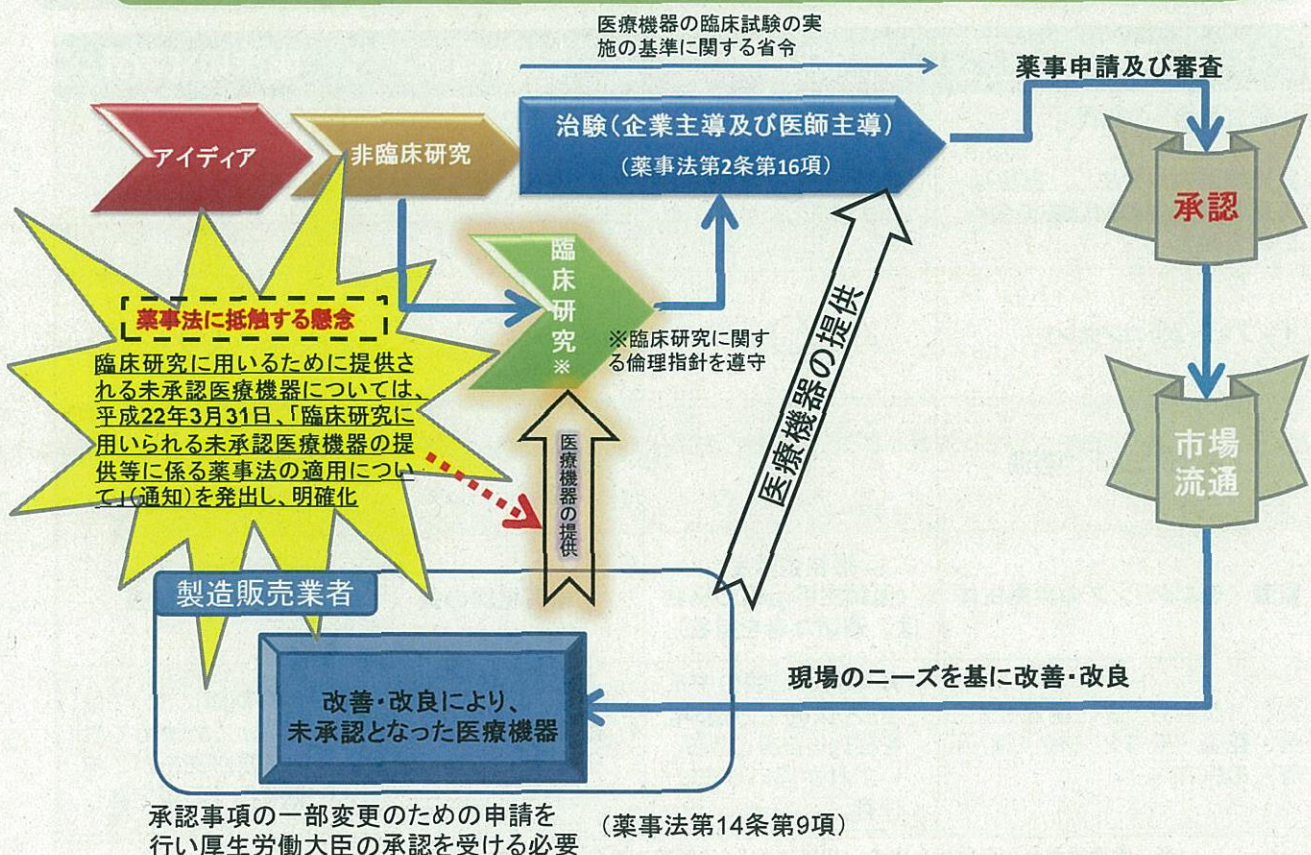 医療機器の臨床試験の実
施の基準に関する省令
薬事申請及び審査
アイディア
非臨床研究
治験(企業主導及び医師主導)
(薬事法第2条第16項)
承認
臨床研究※
※臨床研究に関す
る倫理指針を遵守
医療機器の提供
薬事法に抵触する懸念
臨床研究に用いるために提供さ
れる未承認医療機器については、
平成22年3月31日、「臨床研究に
用いられる未承認医療機器の提
供等に係る薬事法の適用につい
て」(通知)を発出し、明確化
医療機器の提供
市場
流通
製造販売業者
改善・改良により、
未承認となった医療機器
現場のニーズを基に改善・改良
承認事項の一部変更のための申請を
行い厚生労働大臣の承認を受ける必要
(薬事法第14条第9項)